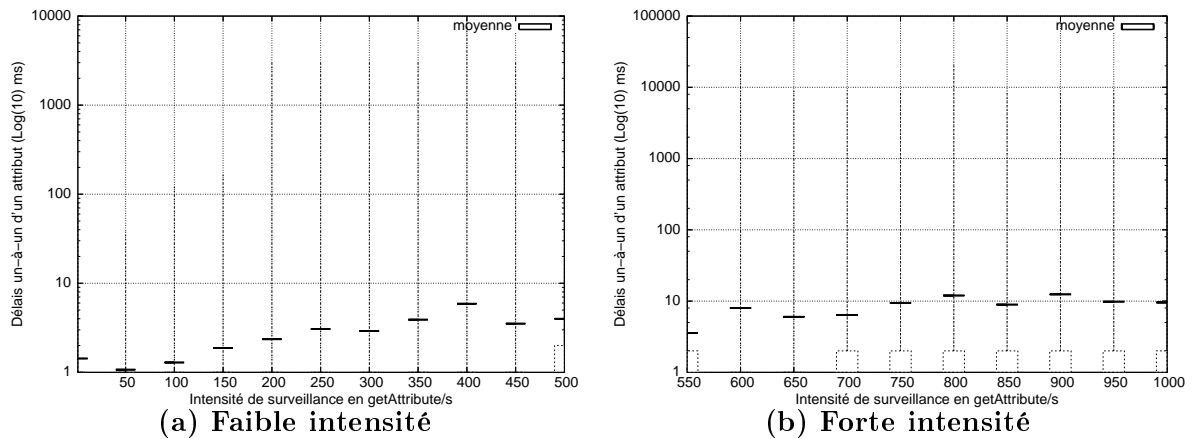 10000
1000
100
10
1
Délais un−à−un d'un attribut (Log(10) ms)
moyenne
50 100 150 200 250 300 350 400 450 500
Intensité de surveillance en getAttribute/s
(a) Faible intensité
100000
10000
1000
100
10
1
Délais un−à−un d'un attribut (Log(10) ms)
moyenne
550 600 650 700 750 800 850 900 950 1000
Intensité de surveillance en getAttribute/s
(b) Forte intensité